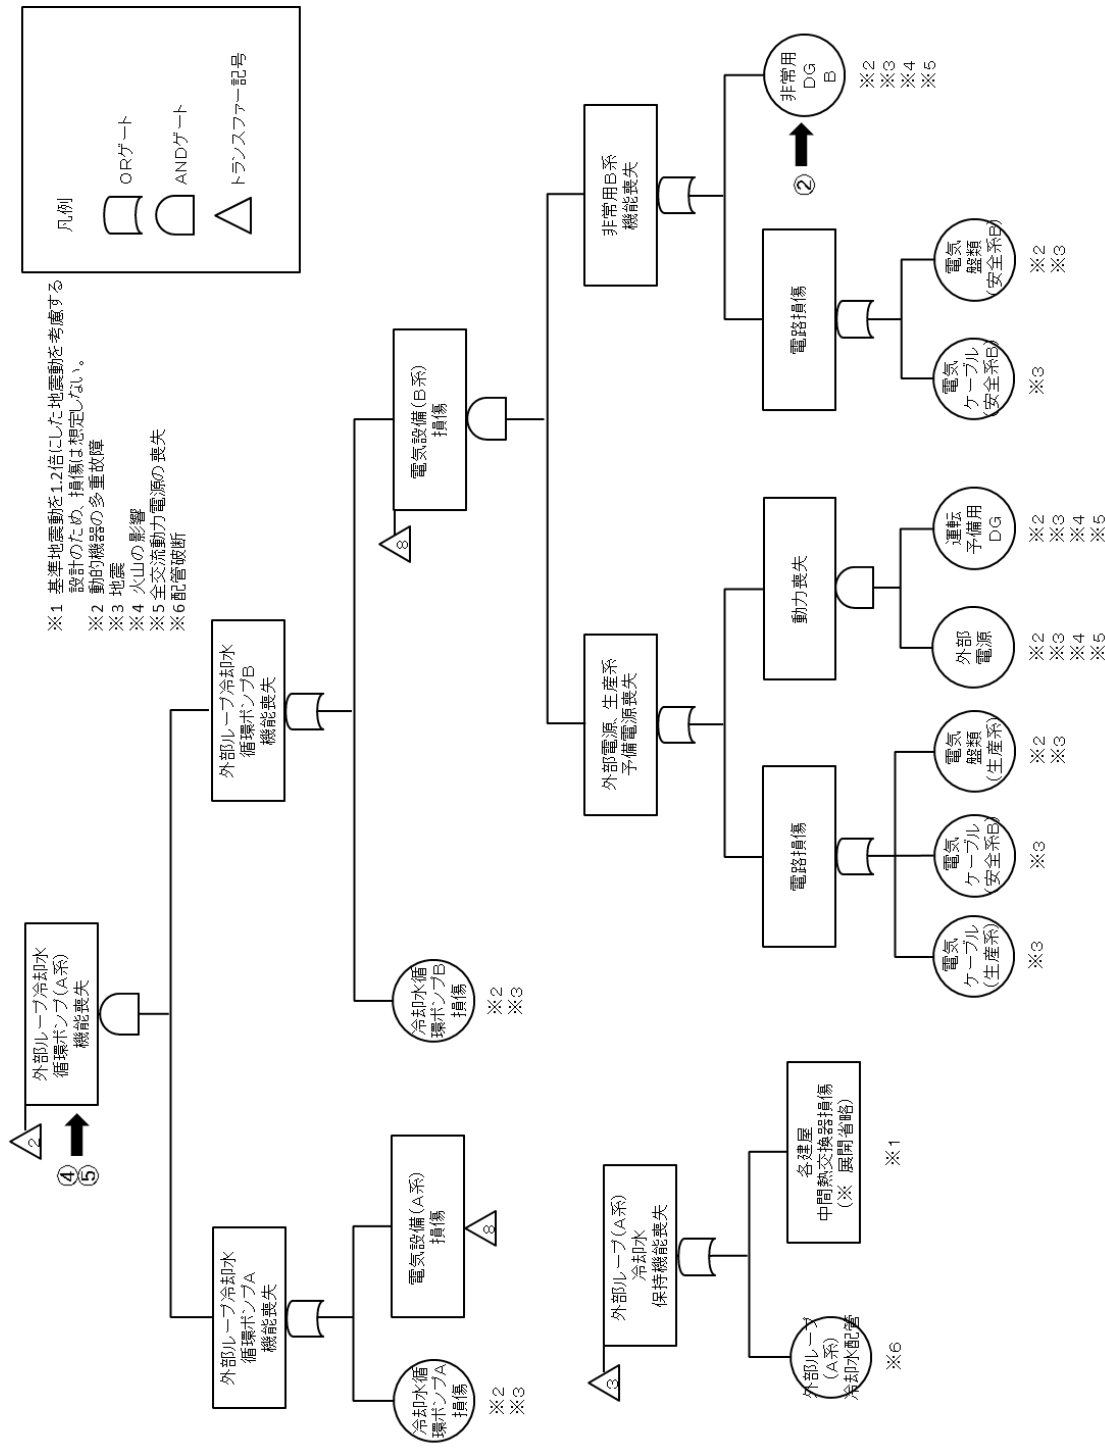 外部ループ冷却水
循環ポンプ(A系)
機能喪失
2
④
⑤
外部ループ冷却水
循環ポンプA
機能喪失
外部ループ冷却水
循環ポンプB
機能喪失
冷却水循
環ポンプA
損傷
※2
※3
電気設備(A系)
損傷
8
冷却水循
環ポンプB
損傷
※2
※3
電気設備(B系)
損傷
8
外部電源、生産系
予備電源喪失
非常用B系
機能喪失
電路損傷
動力喪失
電路損傷
非常用
DG
B
②
※2
※3
※4
※5
電気
ケーブル
(生産系)
※3
電気
ケーブル
(安全系B)
※3
電気
盤類
(生産系)
※2
※3
外部
電源
※2
※3
※4
※5
運転
予備用
DG
※2
※3
※4
※5
電気
ケーブル
(安全系B)
※3
電気
盤類
(安全系B)
※2
※3
外部ループ(A系)
冷却水
保持機能喪失
3
外部ループ
(A系)
冷却水配管
※6
各建屋
中間熱交換器損傷
(※ 展開省略)
※1
※1 基準地震動を1.2倍にした地震動を考慮する
設計のため、損傷は想定しない。
※2 動的機器の多重故障
※3 地震
※4 火山の影響
※5 全交流動力電源の喪失
※6 配管破断
凡例
ORゲート
ANDゲート
トランスファー記号